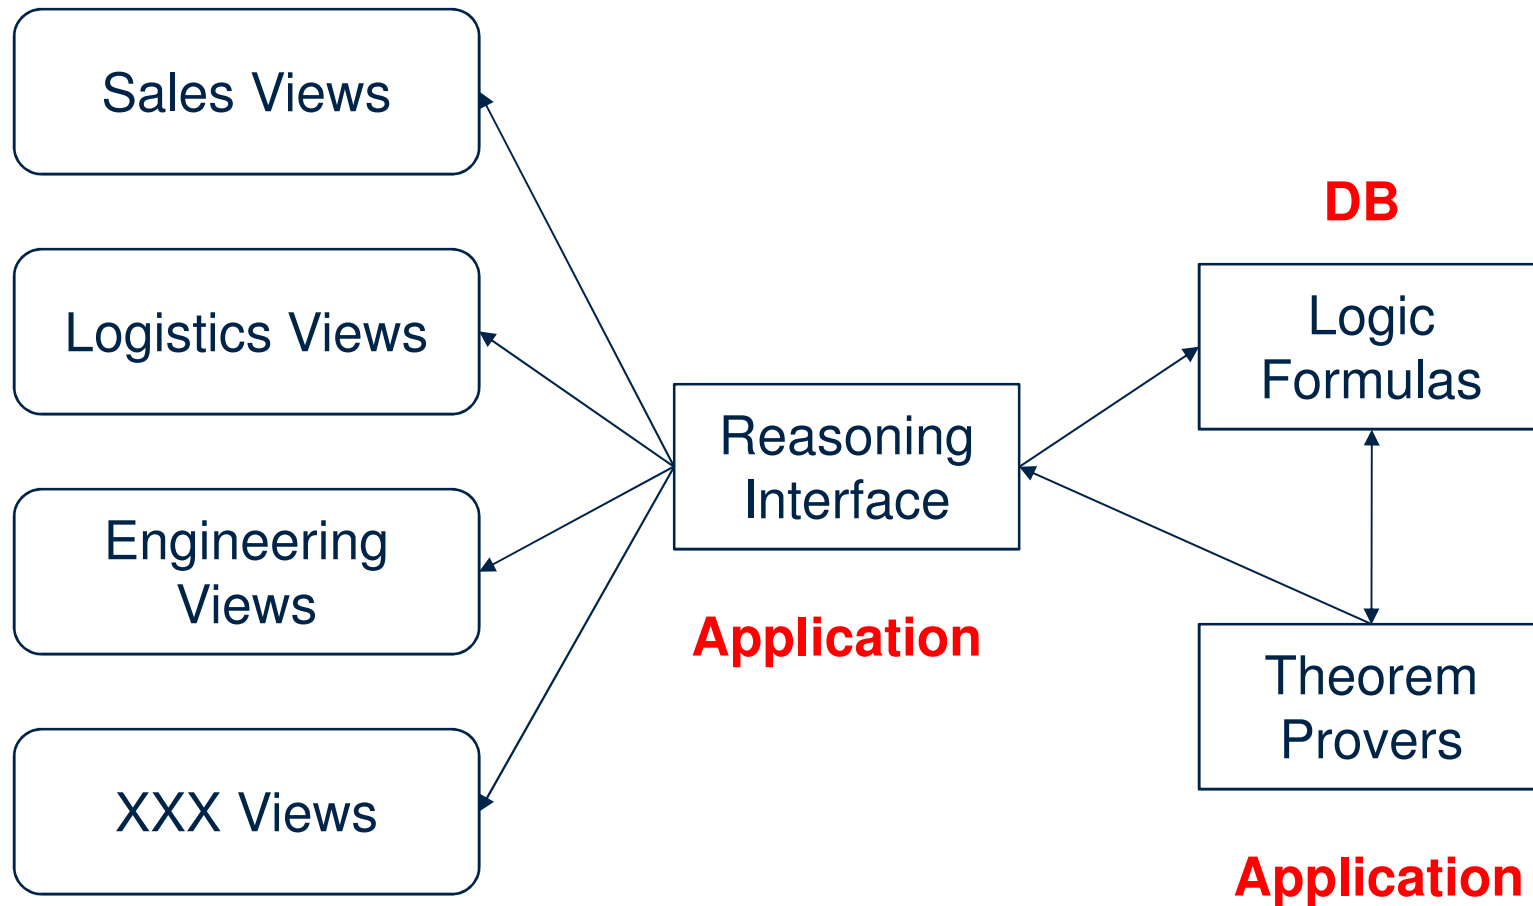 Sales Views
Logistics Views
Engineering
Views
XXX Views
Reasoning
Interface
Application
DB
Logic
Formulas
Theorem
Provers
Application